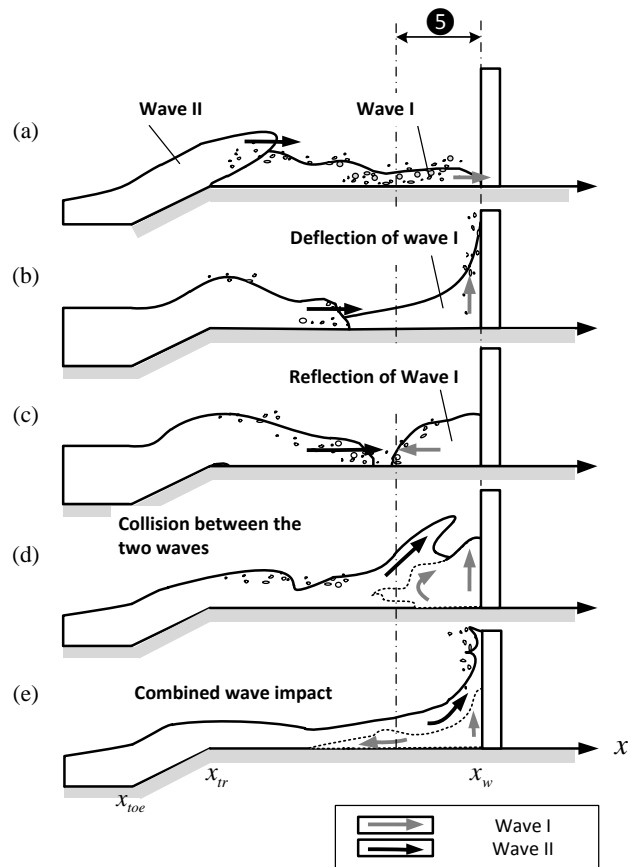 5
Wave II
Wave I
(a)
Deflection of wave I
(b)
Reflection of Wave I
(c)
Collision between the
two waves
(d)
Combined wave impact
(e)
x
x_toe
x_tr
x_w
Wave I
Wave II